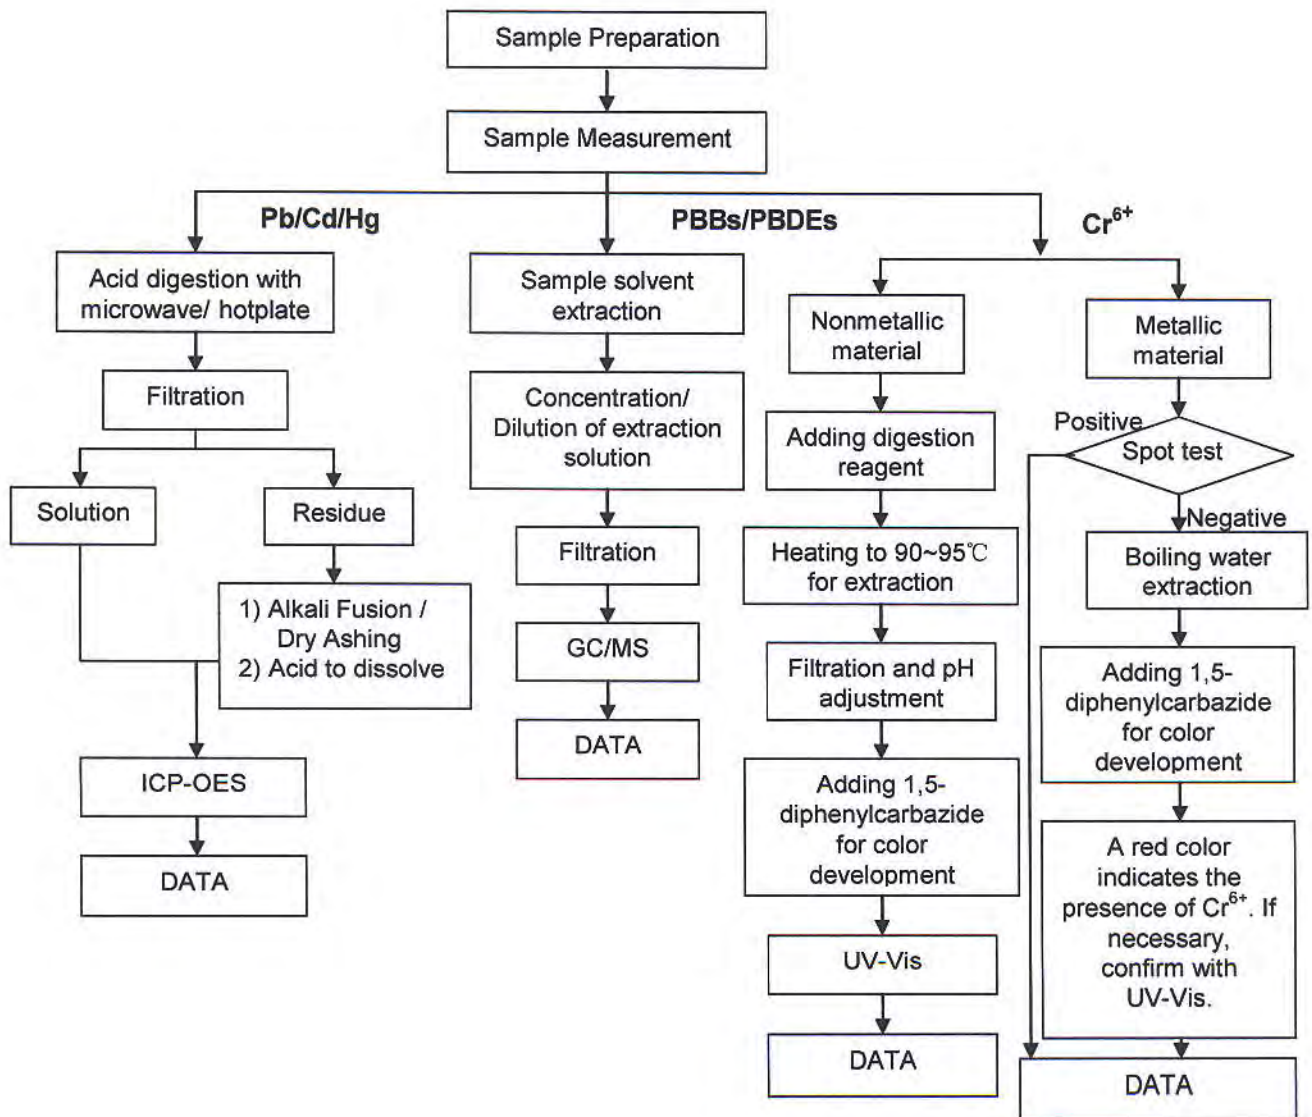 Sample Preparation
Sample Measurement
Pb/Cd/Hg
PBBs/PBDEs
Cr⁶⁺
Acid digestion with
microwave/ hotplate
Filtration
Solution
Residue
1) Alkali Fusion /
Dry Ashing
2) Acid to dissolve
ICP-OES
DATA
Sample solvent
extraction
Concentration/
Dilution of extraction
solution
Filtration
GC/MS
DATA
Nonmetallic
material
Adding digestion
reagent
Heating to 90~95℃
for extraction
Filtration and pH
adjustment
Adding 1,5-
diphenylcarbazide
for color
development
UV-Vis
DATA
Metallic
material
Positive
Spot test
Negative
Boiling water
extraction
Adding 1,5-
diphenylcarbazide
for color
development
A red color
indicates the
presence of Cr⁶⁺. If
necessary,
confirm with
UV-Vis.
DATA